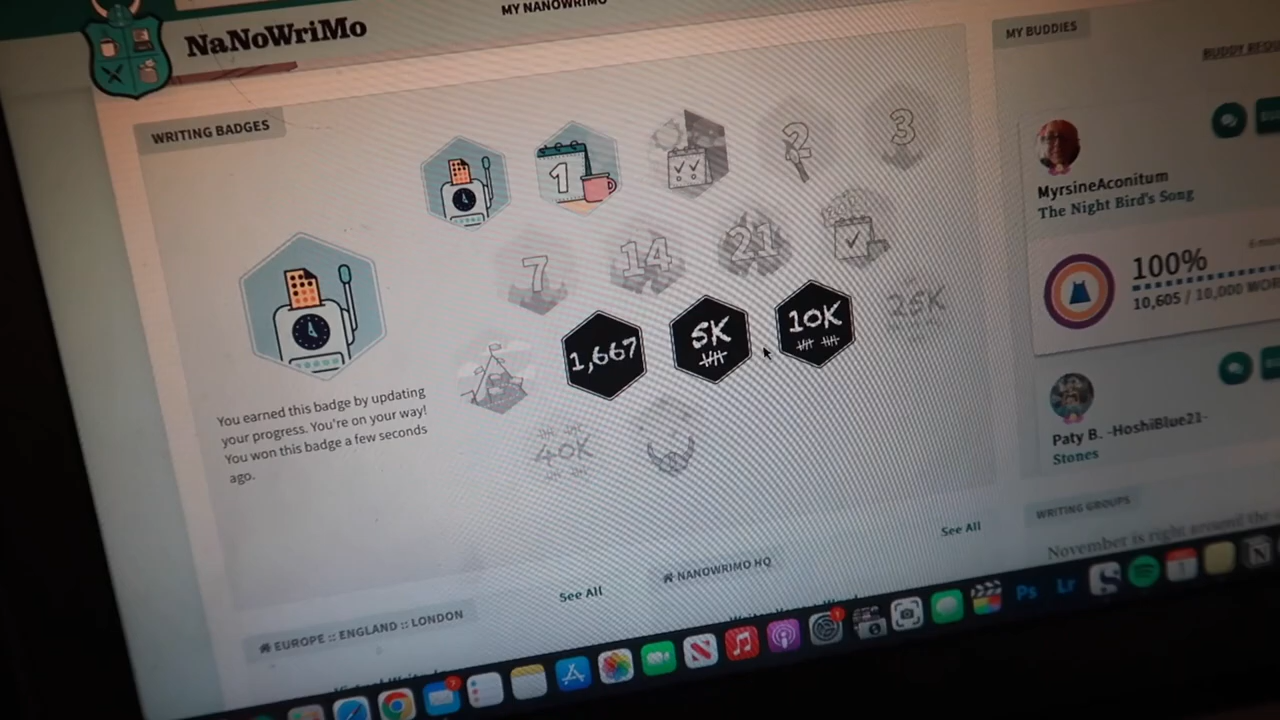 MY NANOWRIMO
NaNoWriMo
MY BUDDIES
WRITING BADGES
1
2
3
7
14
21
1,667
5K
10K
25K
40K
You earned this badge by updating
your progress. You're on your way!
You won this badge a few seconds
ago.
MyrsineAconitum
The Night Bird's Song
100%
10,605 / 10,000
Paty B. -HoshiBlue21-
Stones
See All
WRITING GROUPS
November is right around the
NANOWRIMO HQ
See All
EUROPE :: ENGLAND :: LONDON
Ps
Lr